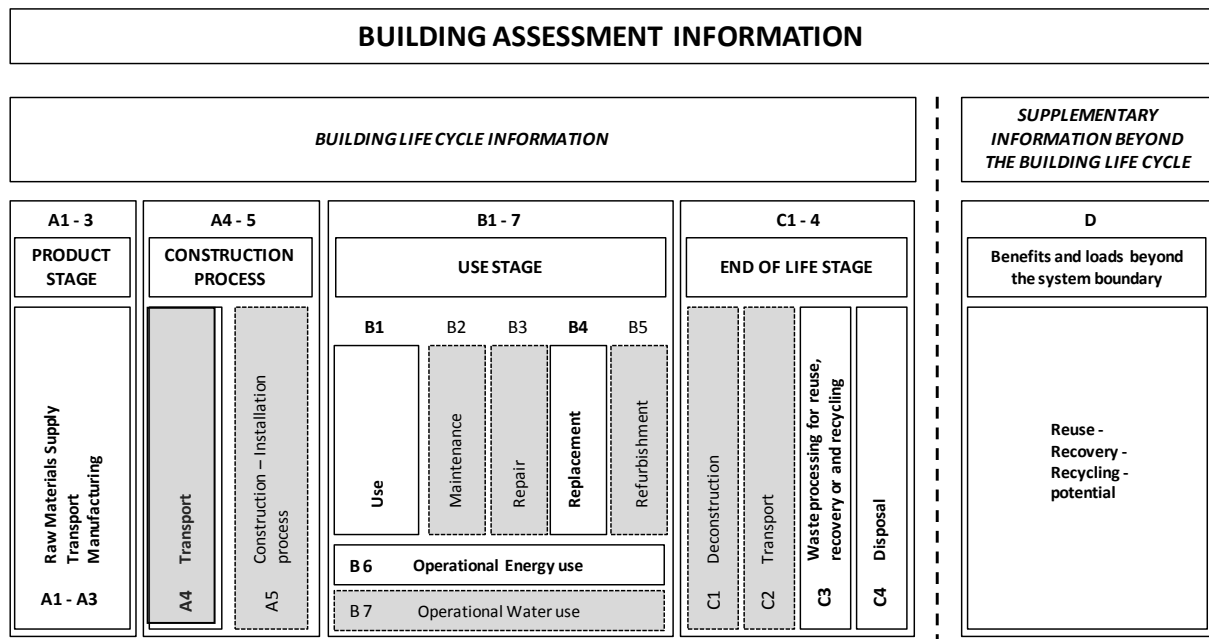 BUILDING ASSESSMENT INFORMATION
BUILDING LIFE CYCLE INFORMATION
SUPPLEMENTARY
INFORMATION BEYOND
THE BUILDING LIFE CYCLE
A1 - 3
PRODUCT
STAGE
Raw Materials Supply
Transport
Manufacturing
A1 - A3
A4 - 5
CONSTRUCTION
PROCESS
A4 Transport
A5 Construction – Installation
process
B1 - 7
USE STAGE
B1
Use
B2
Maintenance
B3
Repair
B4
Replacement
B5
Refurbishment
B 6 Operational Energy use
B 7 Operational Water use
C1 - 4
END OF LIFE STAGE
C1 Deconstruction
C2 Transport
C3 Waste processing for reuse,
recovery or and recycling
C4 Disposal
D
Benefits and loads beyond
the system boundary
Reuse -
Recovery -
Recycling -
potential